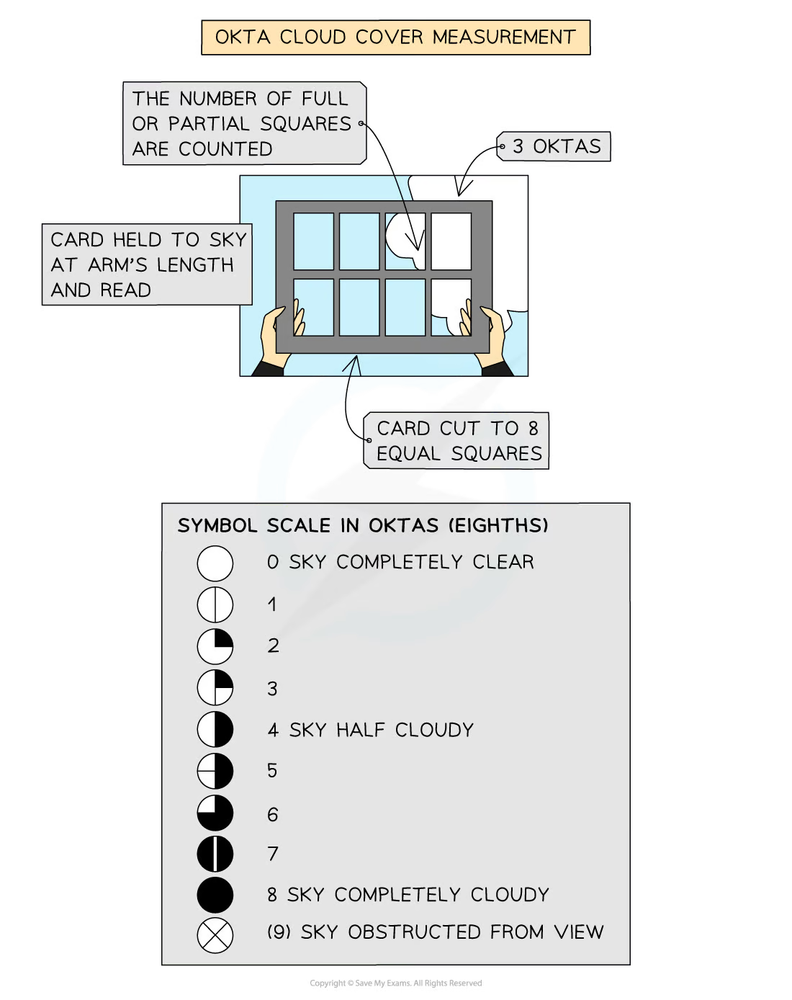 OKTA CLOUD COVER MEASUREMENT
THE NUMBER OF FULL
OR PARTIAL SQUARES
ARE COUNTED
3 OKTAS
CARD HELD TO SKY
AT ARM'S LENGTH
AND READ
CARD CUT TO 8
EQUAL SQUARES
SYMBOL SCALE IN OKTAS (EIGHTHS)
0 SKY COMPLETELY CLEAR
1
2
3
4 SKY HALF CLOUDY
5
6
7
8 SKY COMPLETELY CLOUDY
(9) SKY OBSTRUCTED FROM VIEW
Copyright © Save My Exams. All Rights Reserved